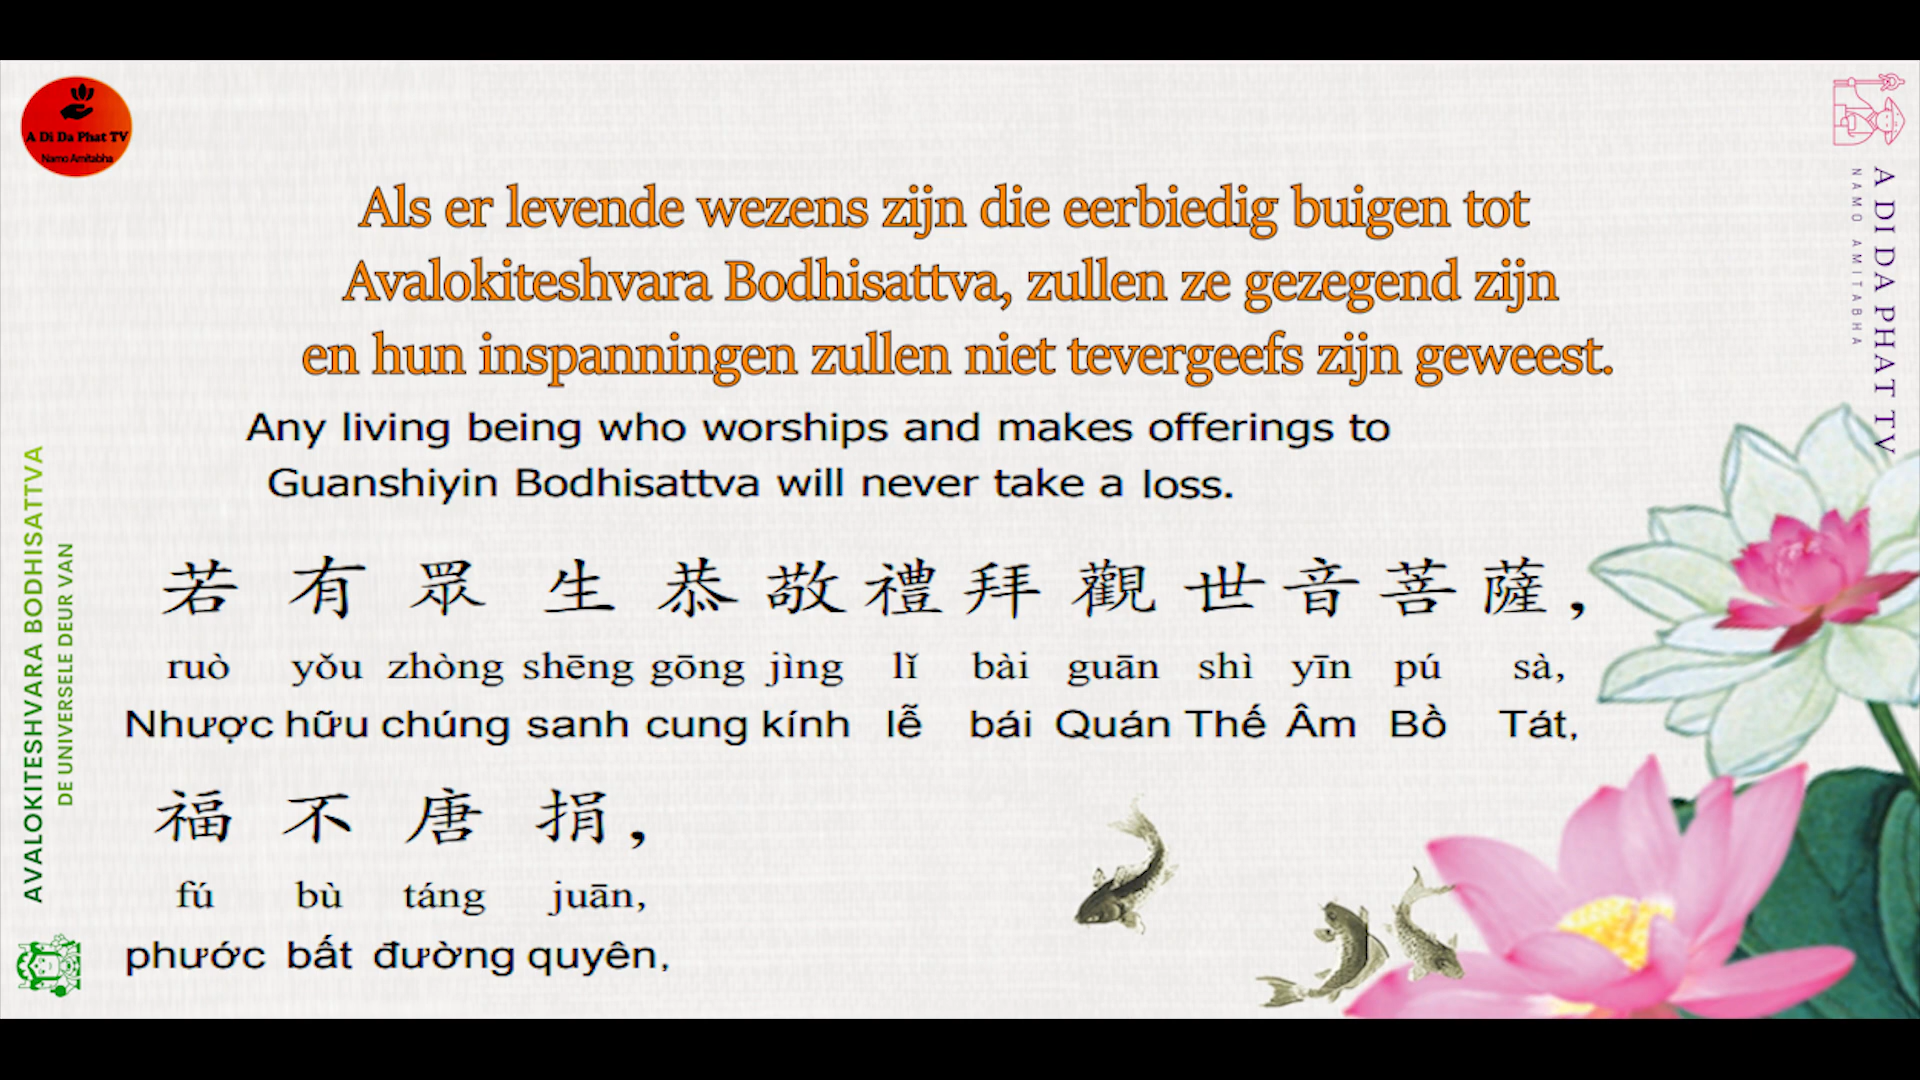 A Di Da Phat TV
Namo Amitabha
A DI DA PHAT TV
NAMO AMITABHA
Als er levende wezens zijn die eerbiedig buigen tot
Avalokiteshvara Bodhisattva, zullen ze gezegend zijn
en hun inspanningen zullen niet tevergeefs zijn geweest.
Any living being who worships and makes offerings to
Guanshiyin Bodhisattva will never take a loss.
若有眾生恭敬禮拜觀世音菩薩，
ruò yǒu zhòng shēng gōng jìng lǐ bài guān shì yīn pú sà,
Nhược hữu chúng sanh cung kính lễ bái Quán Thế Âm Bồ Tát,
福不唐捐，
fú bù táng juān,
phước bất đường quyên,
AVALOKITESHVARA BODHISATTVA
DE UNIVERSELE DEUR VAN